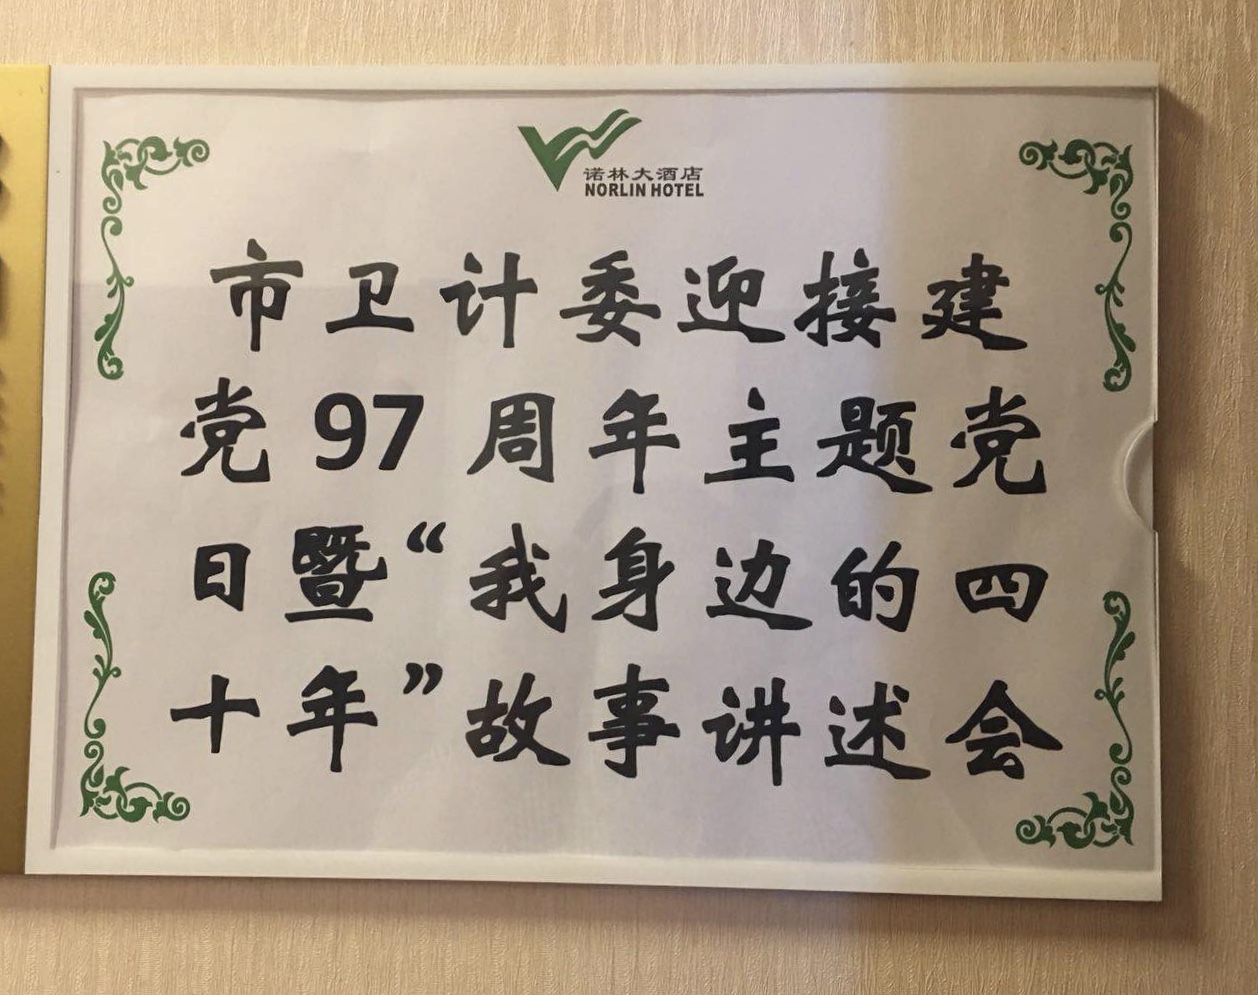 诺林大酒店
NORLIN HOTEL
市卫计委迎接建
党97周年主题党
日暨“我身边的四
十年”故事讲述会